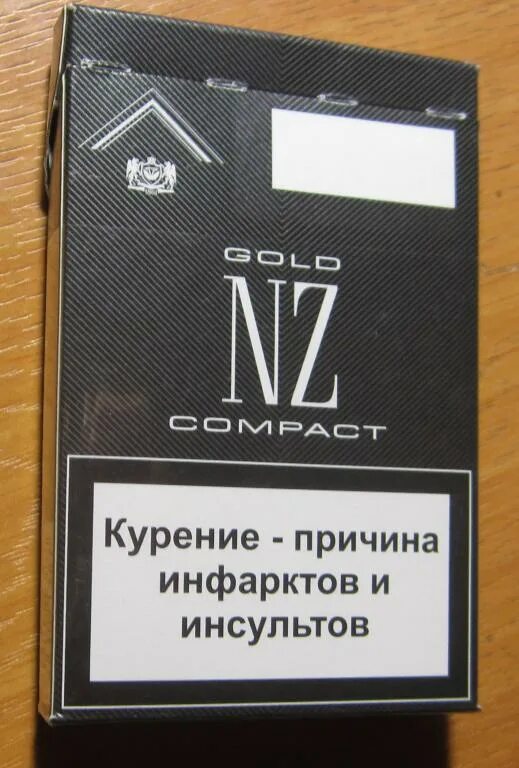 GOLD
NZ
COMPACT
Курение - причина
инфарктов и
инсультов